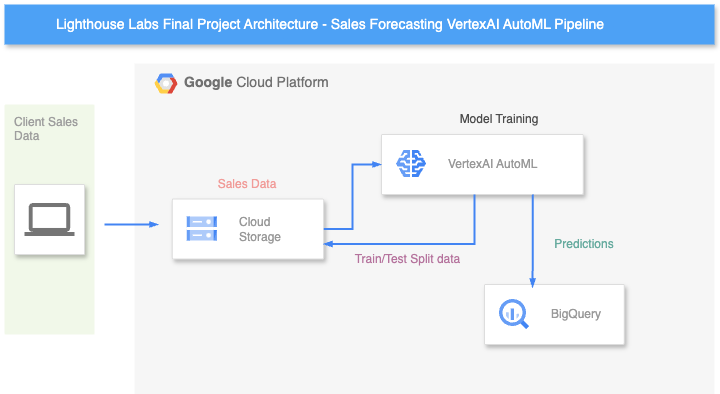 Lighthouse Labs Final Project Architecture - Sales Forecasting VertexAI AutoML Pipeline
Google Cloud Platform
Client Sales
Data
Model Training
VertexAI AutoML
Sales Data
Cloud
Storage
Train/Test Split data
Predictions
BigQuery